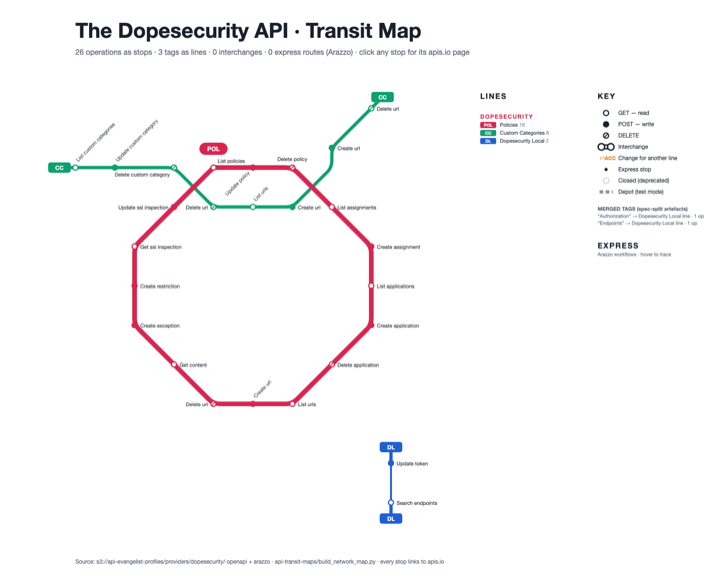 The Dopesecurity API · Transit Map
26 operations as stops · 3 tags as lines · 0 interchanges · 0 express routes (Arazzo) · click any stop for its apis.io page
LINES
DOPESECURITY
POL Policies 16
CC Custom Categories 8
DL Dopesecurity Local 2
KEY
GET — read
POST — write
DELETE
Interchange
Change for another line
Express stop
Closed (deprecated)
Depot (test mode)
MERGED TAGS (spec-split artefacts)
"Authorization" → Dopesecurity Local line · 1 op
"Endpoints" → Dopesecurity Local line · 1 op
EXPRESS
Arazzo workflows · hover to trace
CC
Delete url
Create url
List custom categories
Update custom category
CC
Delete custom category
POL
List policies
Update policy
Delete policy
List urls
Update ssl inspection
Delete url
Create url
List assignments
Get ssl inspection
Create assignment
Create restriction
List applications
Create exception
Create application
Get content
Delete application
Delete url
Create url
List urls
DL
Update token
Search endpoints
DL
Source: s3://api-evangelist-profiles/providers/dopesecurity/ openapi + arazzo · api-transit-maps/build_network_map.py · every stop links to apis.io